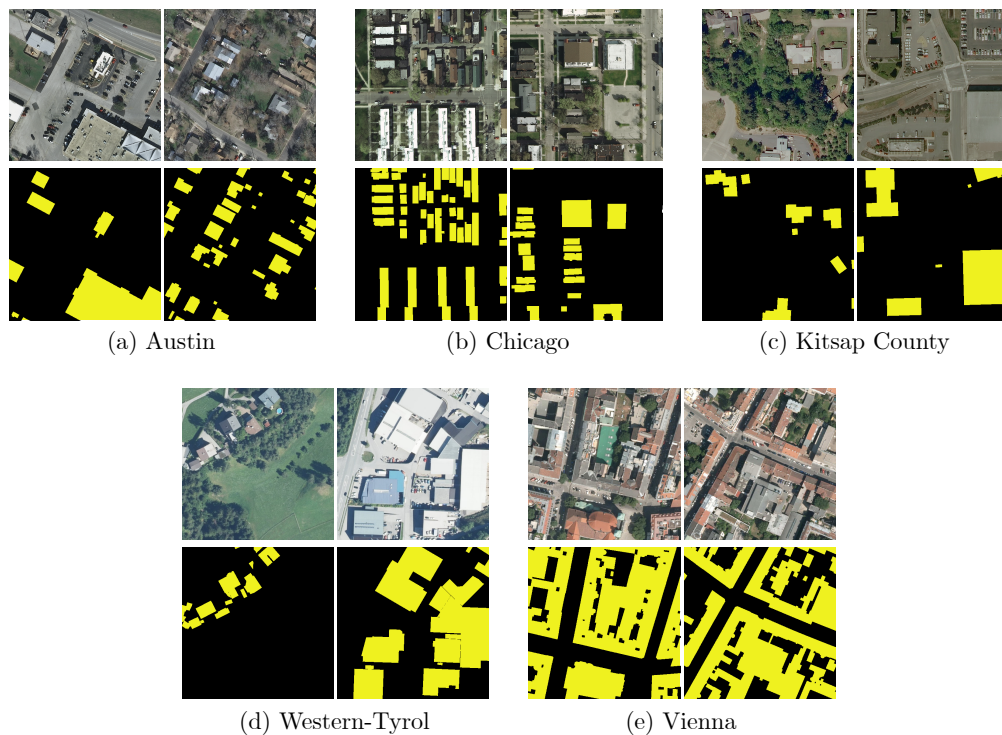 (a) Austin
(b) Chicago
(c) Kitsap County
(d) Western-Tyrol
(e) Vienna